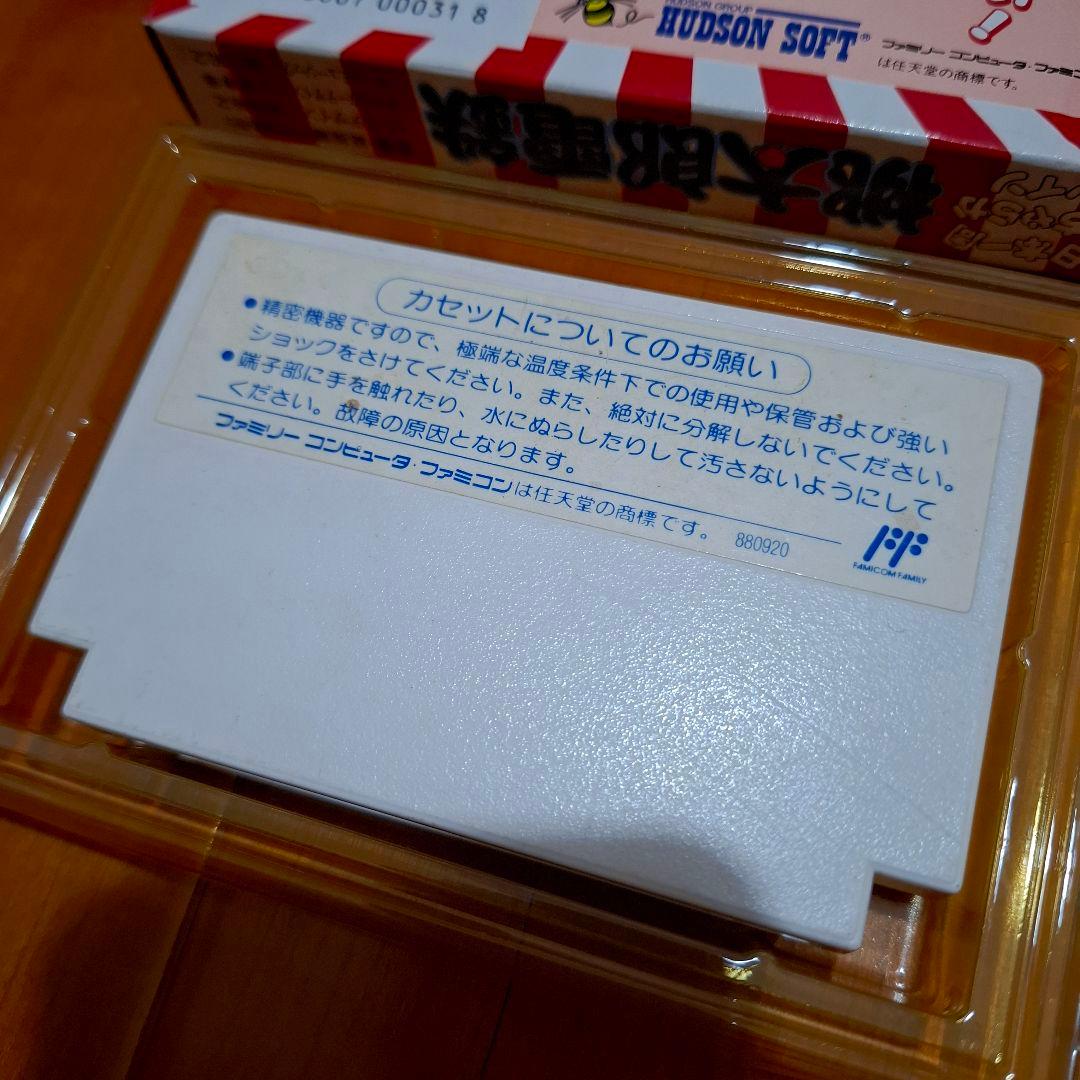 00031 8
HUDSON GROUP
HUDSON SOFT®
ファミリー コンピュータ・ファミコ
は任天堂の商標です。
桃太郎電鉄
カセットについてのお願い
●精密機器ですので、極端な温度条件下での使用や保管および強い
ショックをさけてください。また、絶対に分解しないでください。
●端子部に手を触れたり、水にぬらしたりして汚さないようにして
ください。故障の原因となります。
ファミリー コンピュータ・ファミコンは任天堂の商標です。 880920
FAMICOM FAMILY